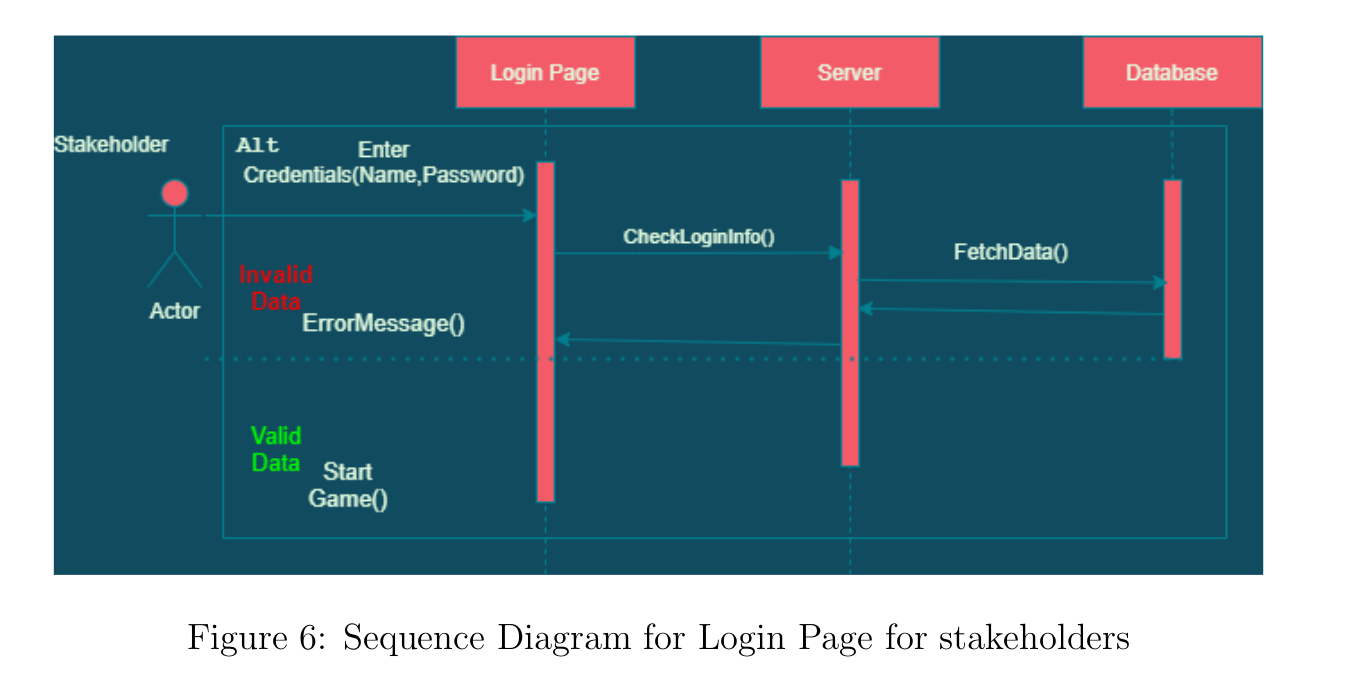 Login Page
Server
Database
Stakeholder
Alt
Enter
Credentials(Name,Password)
CheckLoginInfo()
FetchData()
Invalid
Data
Actor
ErrorMessage()
Valid
Data
Start
Game()
Figure 6: Sequence Diagram for Login Page for stakeholders